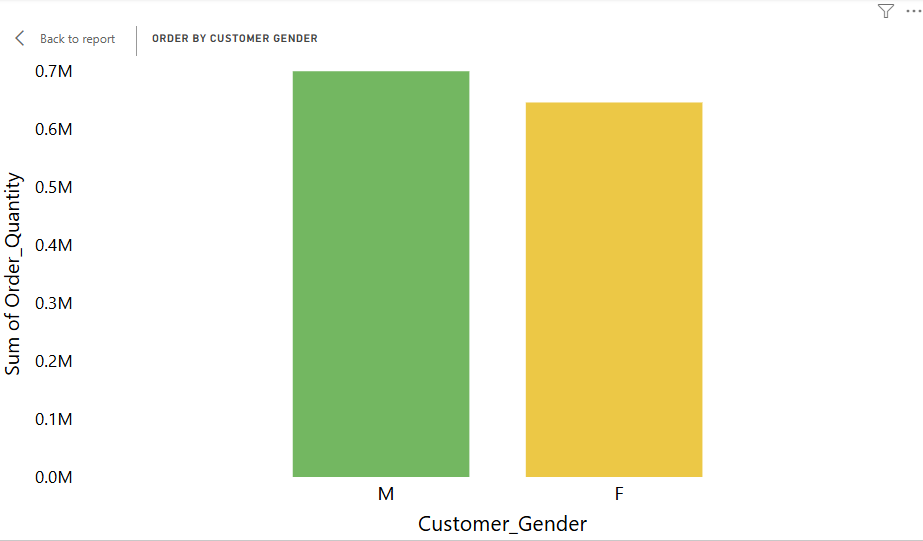 Back to report
ORDER BY CUSTOMER GENDER
0.7M
0.6M
0.5M
0.4M
0.3M
0.2M
0.1M
0.0M
Sum of Order_Quantity
M
F
Customer_Gender